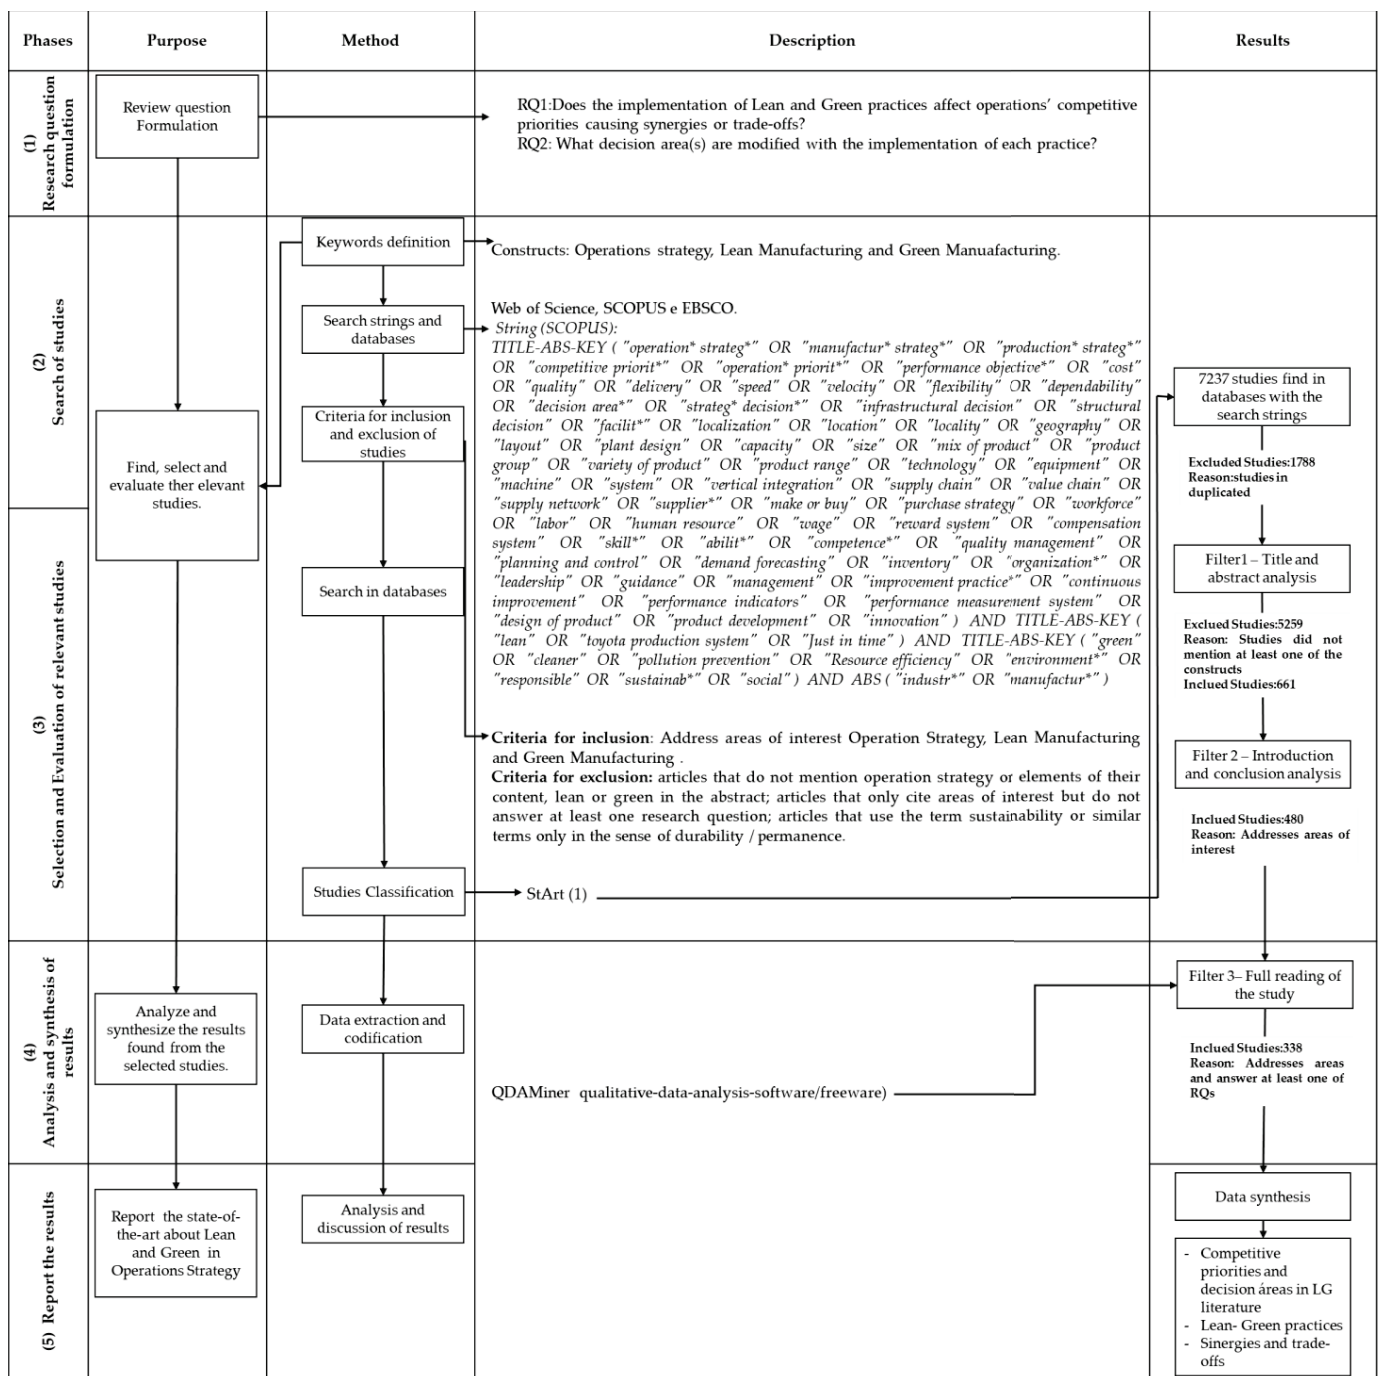 Phases
Purpose
Method
Description
Results
(1)
Research question
formulation
Review question
Formulation
RQ1:Does the implementation of Lean and Green practices affect operations' competitive
priorities causing synergies or trade-offs?
RQ2: What decision area(s) are modified with the implementation of each practice?
(2)
Search of studies
(3)
Selection and Evaluation of relevant studies
Find, select and
evaluate ther elevant
studies.
Keywords definition
Search strings and
databases
Criteria for inclusion
and exclusion of
studies
Search in databases
Studies Classification
Constructs: Operations strategy, Lean Manufacturing and Green Manuafacturing.
Web of Science, SCOPUS e EBSCO.
String (SCOPUS):
TITLE-ABS-KEY ( "operation* strateg*" OR "manufactur* strateg*" OR "production* strateg*"
OR "competitive priorit*" OR "operation* priorit*" OR "performance objective*" OR "cost"
OR "quality" OR "delivery" OR "speed" OR "velocity" OR "flexibility" OR "dependability"
OR "decision area*" OR "strateg* decision*" OR "infrastructural decision" OR "structural
decision" OR "facilit*" OR "localization" OR "location" OR "locality" OR "geography" OR
"layout" OR "plant design" OR "capacity" OR "size" OR "mix of product" OR "product
group" OR "variety of product" OR "product range" OR "technology" OR "equipment" OR
"machine" OR "system" OR "vertical integration" OR "supply chain" OR "value chain" OR
"supply network" OR "supplier*" OR "make or buy" OR "purchase strategy" OR "workforce"
OR "labor" OR "human resource" OR "wage" OR "reward system" OR "compensation
system" OR "skill*" OR "abilit*" OR "competence*" OR "quality management" OR
"planning and control" OR "demand forecasting" OR "inventory" OR "organization*" OR
"leadership" OR "guidance" OR "management" OR "improvement practice*" OR "continuous
improvement" OR "performance indicators" OR "performance measurement system" OR
"design of product" OR "product development" OR "innovation" ) AND TITLE-ABS-KEY (
"lean" OR "toyota production system" OR "Just in time" ) AND TITLE-ABS-KEY ( "green"
OR "cleaner" OR "pollution prevention" OR "Resource efficiency" OR "environment*" OR
"responsible" OR "sustainab*" OR "social" ) AND ABS ( "industr*" OR "manufactur*" )
Criteria for inclusion: Address areas of interest Operation Strategy, Lean Manufacturing
and Green Manufacturing .
Criteria for exclusion: articles that do not mention operation strategy or elements of their
content, lean or green in the abstract; articles that only cite areas of interest but do not
answer at least one research question; articles that use the term sustainability or similar
terms only in the sense of durability / permanence.
StArt (1)
7237 studies find in
databases with the
search strings
Excluded Studies:1788
Reason:studies in
duplicated
Filter1 – Title and
abstract analysis
Exclued Studies:5259
Reason: Studies did not
mention at least one of the
constructs
Inclued Studies:661
Filter 2 – Introduction
and conclusion analysis
Inclued Studies:480
Reason: Addresses areas of
interest
(4)
Analysis and synthesis of
results
Analyze and
synthesize the results
found from the
selected studies.
Data extraction and
codification
QDAMiner qualitative-data-analysis-software/freeware)
Filter 3– Full reading of
the study
Inclued Studies:338
Reason: Addresses areas
and answer at least one of
RQs
(5) Report the results
Report the state-of-
the-art about Lean
and Green in
Operations Strategy
Analysis and
discussion of results
Data synthesis
- Competitive
priorities and
decision áreas in LG
literature
- Lean- Green practices
- Sinergies and trade-
offs